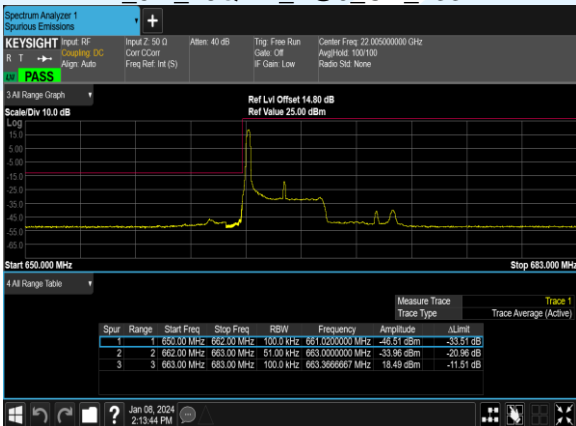 Spectrum Analyzer 1
Spurious Emissions
KEYSIGHT Input: RF Input Z: 50 Ω Atten: 40 dB Trig: Free Run Center Freq: 22.005000000 GHz
R T Coupling: DC Corr CCorr Gate: Off Avg|Hold: 100/100
Align: Auto Freq Ref: Int (S) IF Gain: Low Radio Std: None
LXI PASS
3 All Range Graph
Ref Lvl Offset 14.80 dB
Scale/Div 10.0 dB Ref Value 25.00 dBm
Log
15.0
5.00
-5.00
-15.0
-25.0
-35.0
-45.0
-55.0
-65.0
Start 650.000 MHz Stop 683.000 MHz
4 All Range Table
Measure Trace Trace 1
Trace Type Trace Average (Active)
Spur Range Start Freq Stop Freq RBW Frequency Amplitude ΔLimit
1 1 650.00 MHz 662.00 MHz 100.0 kHz 661.0200000 MHz -46.51 dBm -33.51 dB
2 2 662.00 MHz 663.00 MHz 51.00 kHz 663.0000000 MHz -33.96 dBm -20.96 dB
3 3 663.00 MHz 683.00 MHz 100.0 kHz 663.3666667 MHz 18.49 dBm -11.51 dB
? Jan 08, 2024
2:13:44 PM